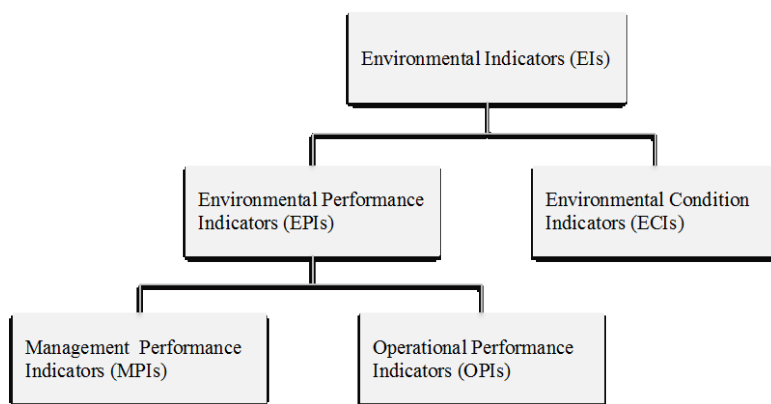 Environmental Indicators (EIs)
Environmental Performance
Indicators (EPIs)
Environmental Condition
Indicators (ECIs)
Management Performance
Indicators (MPIs)
Operational Performance
Indicators (OPIs)